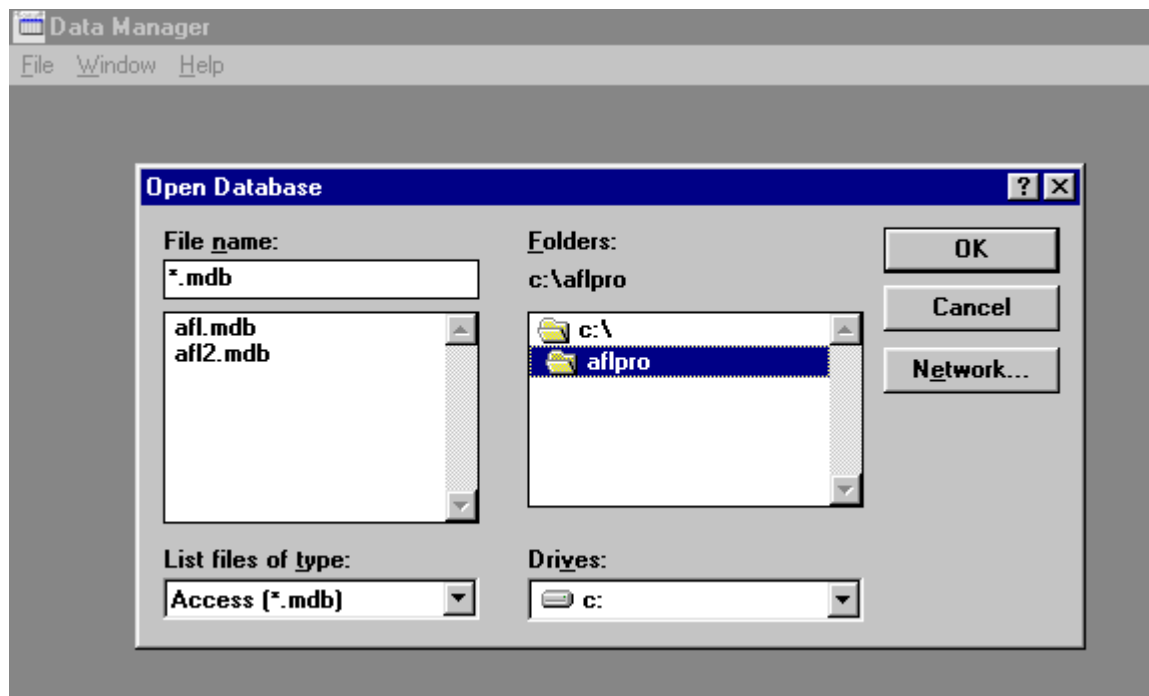 Data Manager
File Window Help
Open Database
File name:
*.mdb
afl.mdb
afl2.mdb
List files of type:
Access (*.mdb)
Folders:
c:\aflpro
c:\
aflpro
Drives:
c:
OK
Cancel
Network...